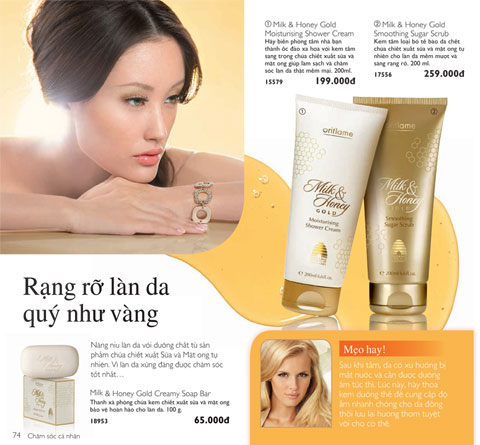 ① Milk & Honey Gold
Moisturising Shower Cream
Hãy biến phòng tắm nhà bạn
thành ốc đảo xa hoa với kem tắm
sang trọng chứa chiết xuất sữa và
mật ong giúp làm sạch và chăm
sóc làn da thật mềm mại. 200ml.
15579 199.000đ
② Milk & Honey Gold
Smoothing Sugar Scrub
Kem tắm loại bỏ tế bào da chết
chứa chiết xuất sữa và mật ong tự
nhiên cho làn da mềm mượt và
sáng rạng rỡ. 200 ml.
17556 259.000đ
①
②
oriflame
Milk &
Honey
GOLD
Moisturising
Shower Cream
oriflame
Milk &
Honey
GOLD
Smoothing
Sugar Scrub
Rạng rỡ làn da
quý như vàng
Nâng niu làn da với dưỡng chất từ sản
phẩm chứa chiết xuất Sữa và Mật ong tự
nhiên. Vì làn da xứng đáng được chăm sóc
tốt nhất...
Milk & Honey Gold Creamy Soap Bar
Thanh xà phòng chứa kem chiết xuất sữa và mật ong
bảo vệ hoàn hảo cho làn da. 100 g.
18953 65.000đ
Milk &
Honey
Mẹo hay!
Sau khi tắm, da có xu hướng bị
mất nước và cần được dưỡng
ẩm tức thì. Lúc này, hãy thoa
kem dưỡng thể để cung cấp độ
ẩm nhanh chóng cho da đồng
thời lưu lại hương thơm tuyệt
vời cho cơ thể.
74 Chăm sóc cá nhân